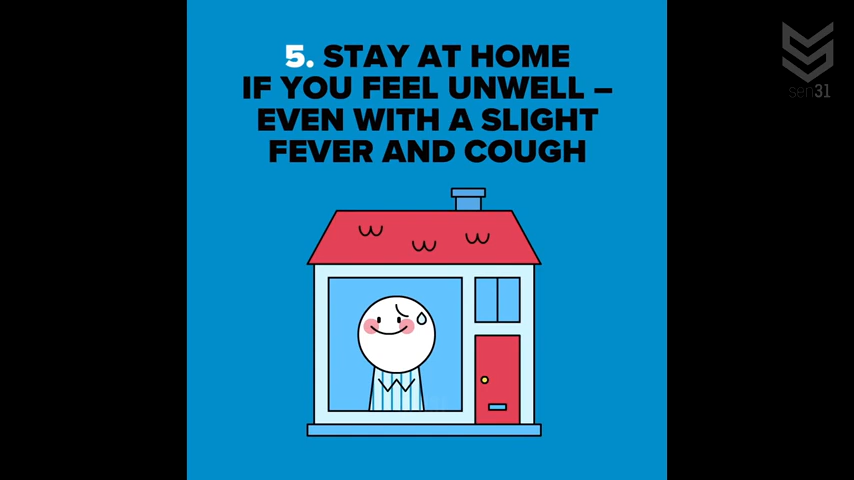 5. STAY AT HOME
IF YOU FEEL UNWELL –
EVEN WITH A SLIGHT
FEVER AND COUGH
sen31